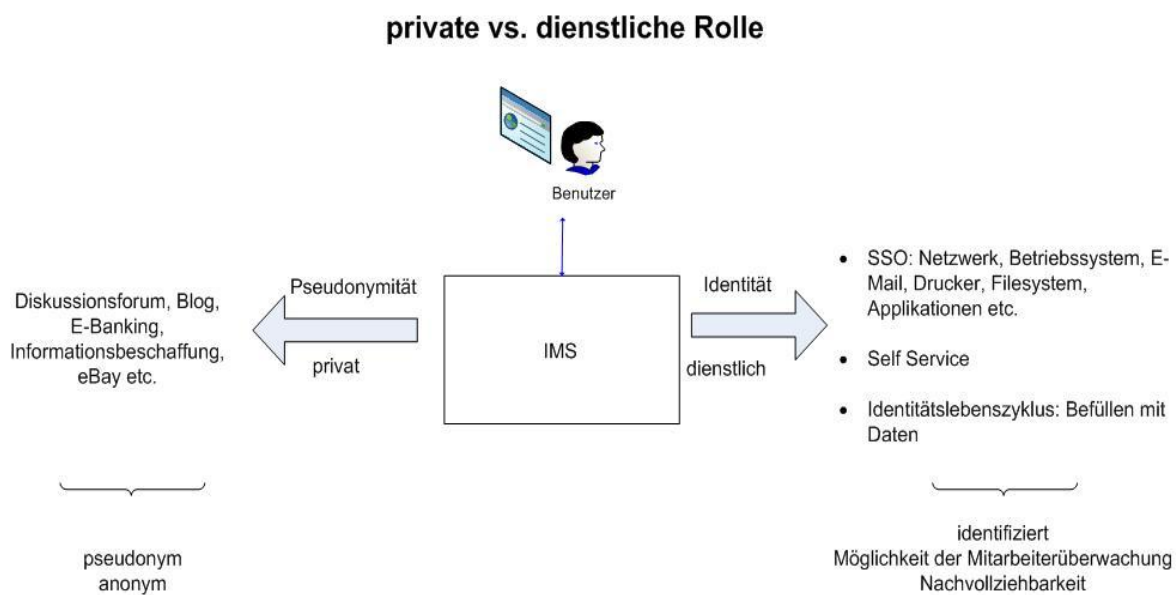 private vs. dienstliche Rolle
Benutzer
Pseudonymität
privat
Diskussionsforum, Blog,
E-Banking,
Informationsbeschaffung,
eBay etc.
pseudonym
anonym
IMS
Identität
dienstlich
• SSO: Netzwerk, Betriebssystem, E-
Mail, Drucker, Filesystem,
Applikationen etc.
• Self Service
• Identitätslebenszyklus: Befüllen mit
Daten
identifiziert
Möglichkeit der Mitarbeiterüberwachung
Nachvollziehbarkeit